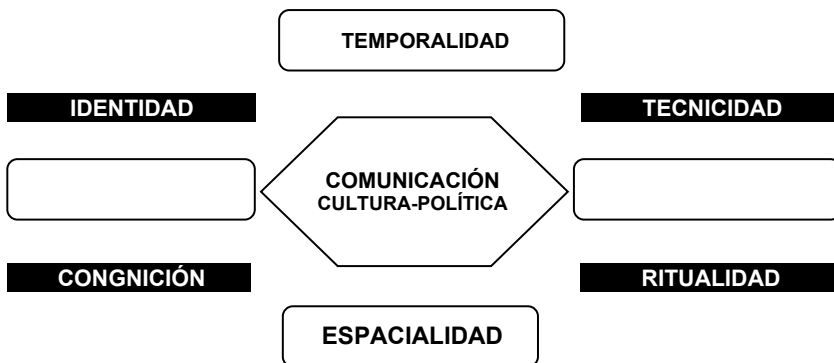 TEMPORALIDAD
IDENTIDAD
TECNICIDAD
COMUNICACIÓN
CULTURA-POLÍTICA
CONGNICIÓN
RITUALIDAD
ESPACIALIDAD